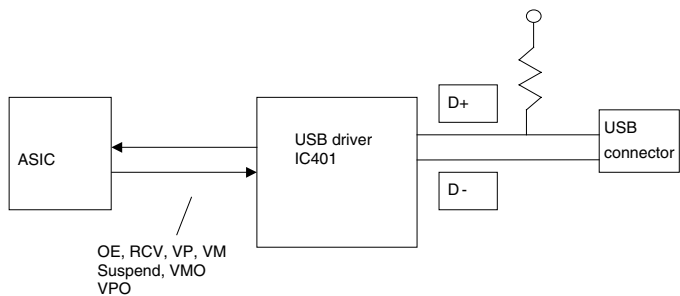 D+
USB driver
IC401
USB
connector
ASIC
D-
OE, RCV, VP, VM
Suspend, VMO
VPO